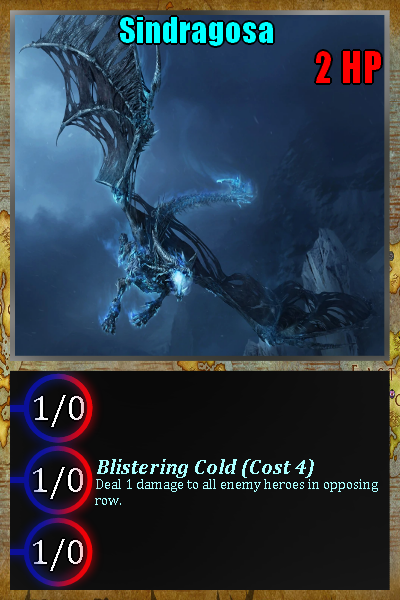 Sindragosa
2 HP
1/0
1/0
Blistering Cold (Cost 4)
Deal 1 damage to all enemy heroes in opposing
row.
1/0